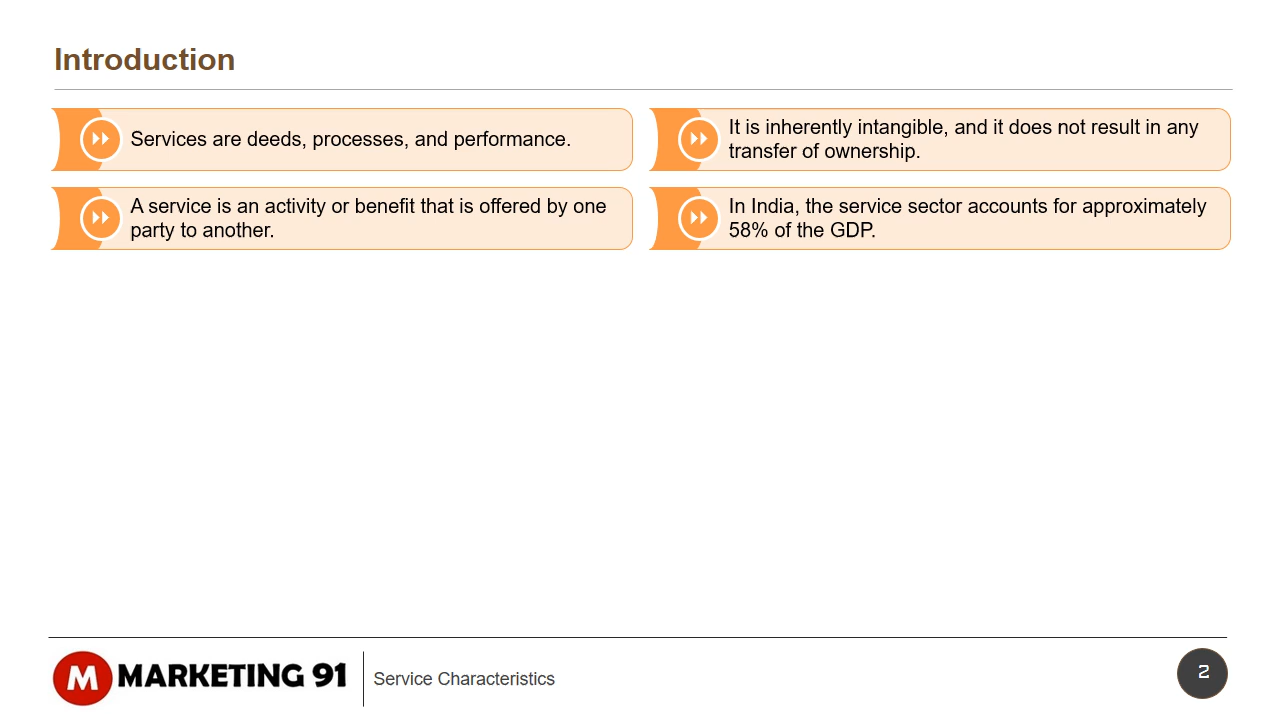 Introduction
Services are deeds, processes, and performance.
A service is an activity or benefit that is offered by one
party to another.
It is inherently intangible, and it does not result in any
transfer of ownership.
In India, the service sector accounts for approximately
58% of the GDP.
M MARKETING 91
Service Characteristics
2